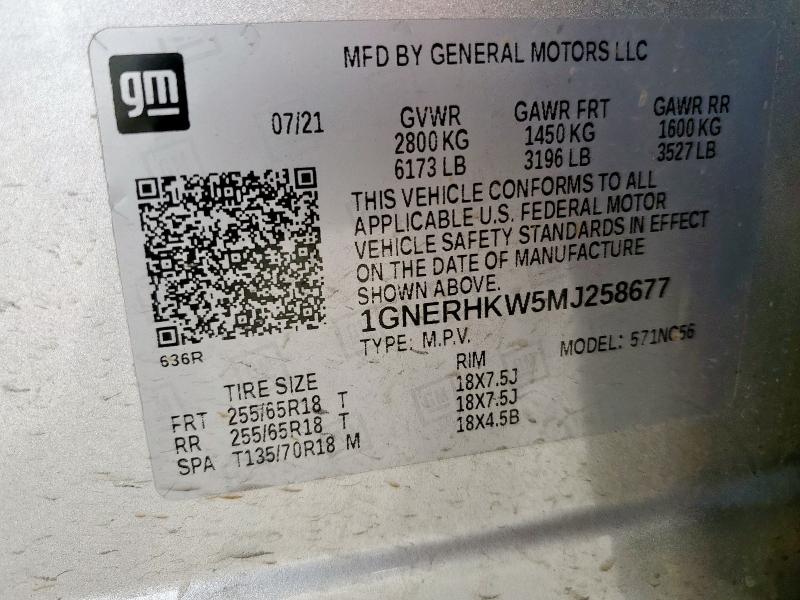 gm
MFD BY GENERAL MOTORS LLC
07/21
GVWR GAWR FRT GAWR RR
2800 KG 1450 KG 1600 KG
6173 LB 3196 LB 3527 LB
THIS VEHICLE CONFORMS TO ALL
APPLICABLE U.S. FEDERAL MOTOR
VEHICLE SAFETY STANDARDS IN EFFECT
ON THE DATE OF MANUFACTURE
SHOWN ABOVE.
1GNERHKW5MJ258677
636R
TYPE: M.P.V. MODEL: 571NC56
TIRE SIZE RIM
FRT 255/65R18 T 18X7.5J
RR 255/65R18 T 18X7.5J
SPA T135/70R18 M 18X4.5B